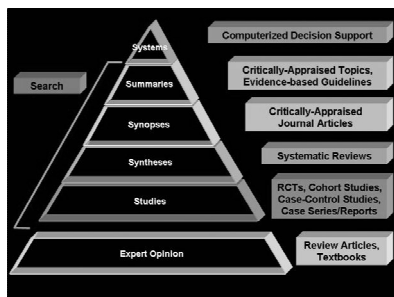 Systems
Computerized Decision Support
Search
Summaries
Critically-Appraised Topics,
Evidence-based Guidelines
Synopses
Critically-Appraised
Journal Articles
Syntheses
Systematic Reviews
Studies
RCTs, Cohort Studies,
Case-Control Studies,
Case Series/Reports
Expert Opinion
Review Articles,
Textbooks